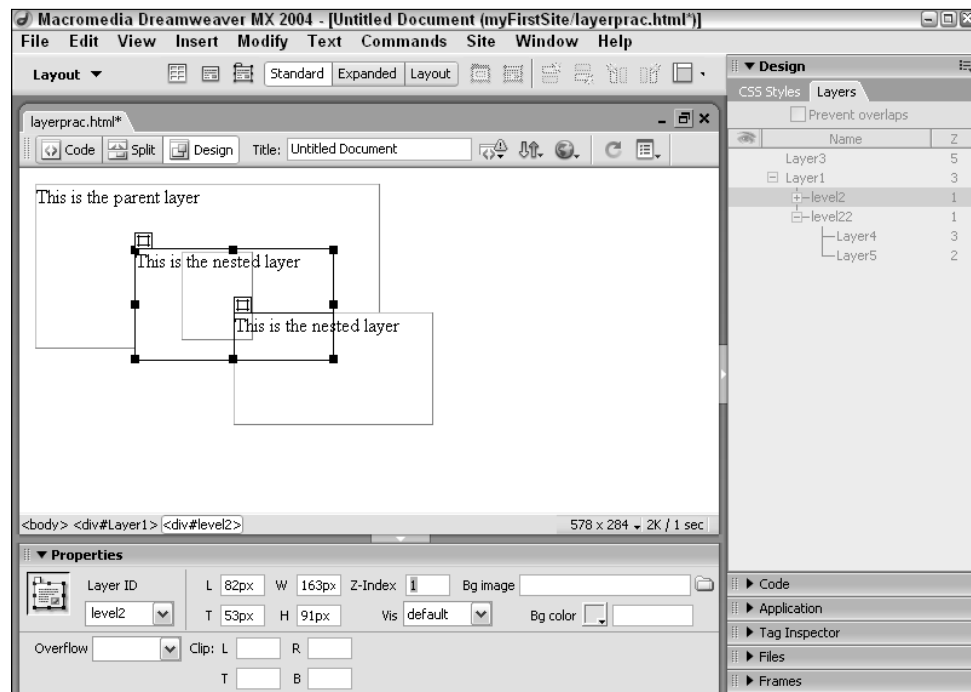 Macromedia Dreamweaver MX 2004 - [Untitled Document (myFirstSite/layerprac.html*)]
File Edit View Insert Modify Text Commands Site Window Help
Layout
Standard Expanded Layout
Design
CSS Styles Layers
Prevent overlaps
Name Z
Layer3 5
Layer1 3
level2 1
level22 1
Layer4 3
Layer5 2
layerprac.html*
Code Split Design Title: Untitled Document
This is the parent layer
This is the nested layer
This is the nested layer
<body> <div#Layer1> <div#level2>
578 x 284 2K / 1 sec
Properties
Layer ID L 82px W 163px Z-Index 1 Bg image
level2 T 53px H 91px Vis default Bg color
Overflow Clip: L R
T B
Code
Application
Tag Inspector
Files
Frames